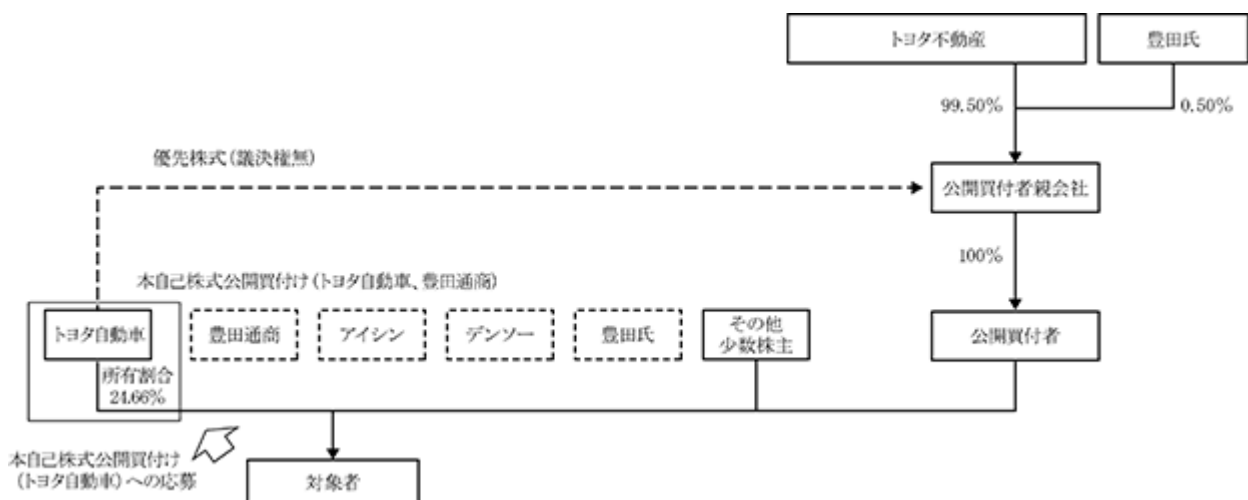 トヨタ不動産
豊田氏
99.50%
0.50%
優先株式(議決権無)
公開買付者親会社
100%
本自己株式公開買付け(トヨタ自動車、豊田通商)
トヨタ自動車
豊田通商
アイシン
デンソー
豊田氏
その他
少数株主
公開買付者
所有割合
24.66%
本自己株式公開買付け
(トヨタ自動車)への応募
対象者